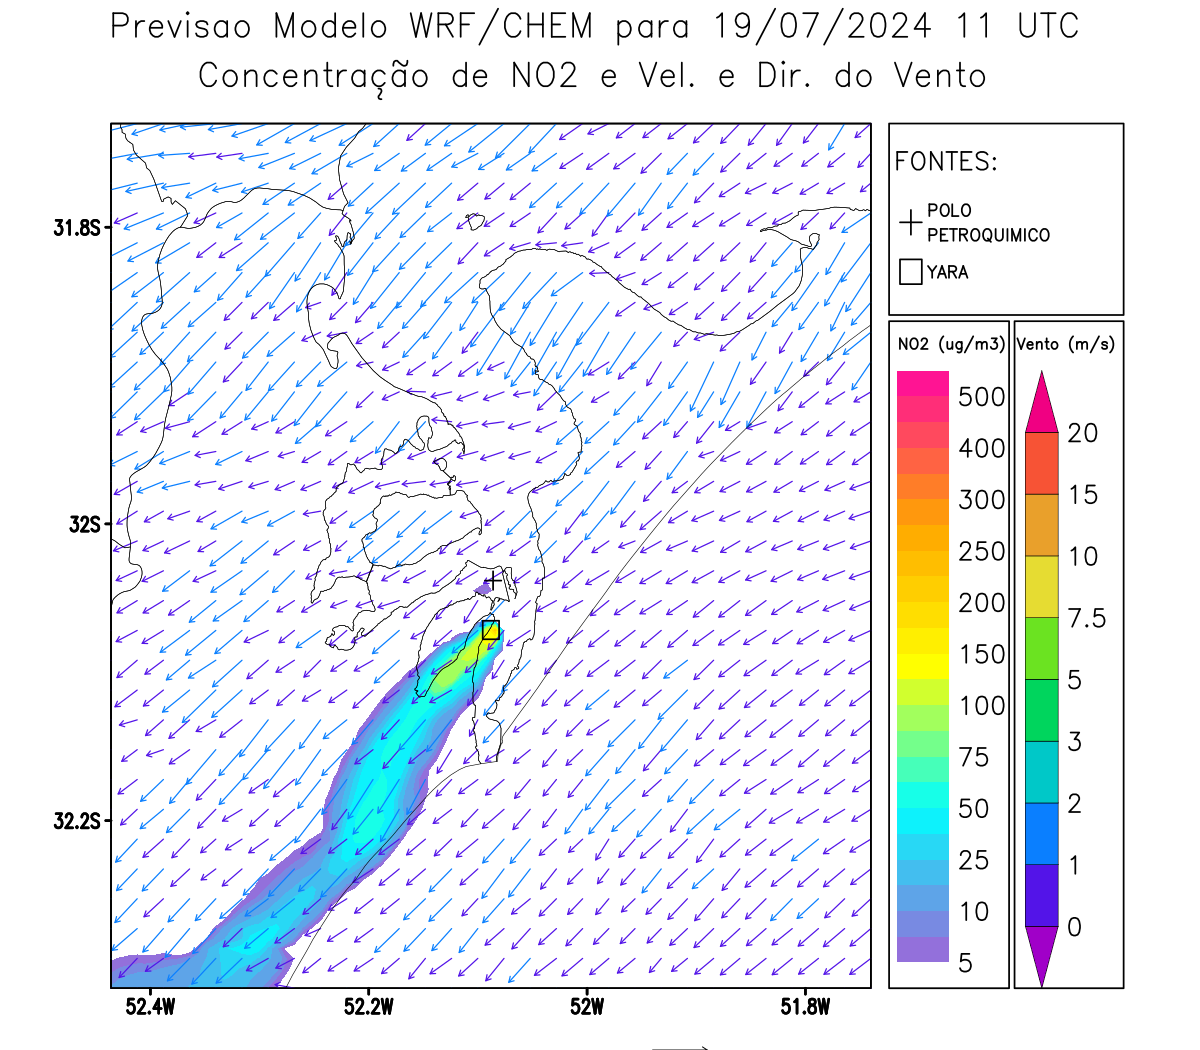 Previsao Modelo WRF/CHEM para 19/07/2024 11 UTC
Concentração de NO2 e Vel. e Dir. do Vento
FONTES:
POLO
PETROQUIMICO
YARA
NO2 (ug/m3)
500
400
300
250
200
150
100
75
50
25
10
5
Vento (m/s)
20
15
10
7.5
5
3
2
1
0
31.8S
32S
32.2S
52.4W
52.2W
52W
51.8W